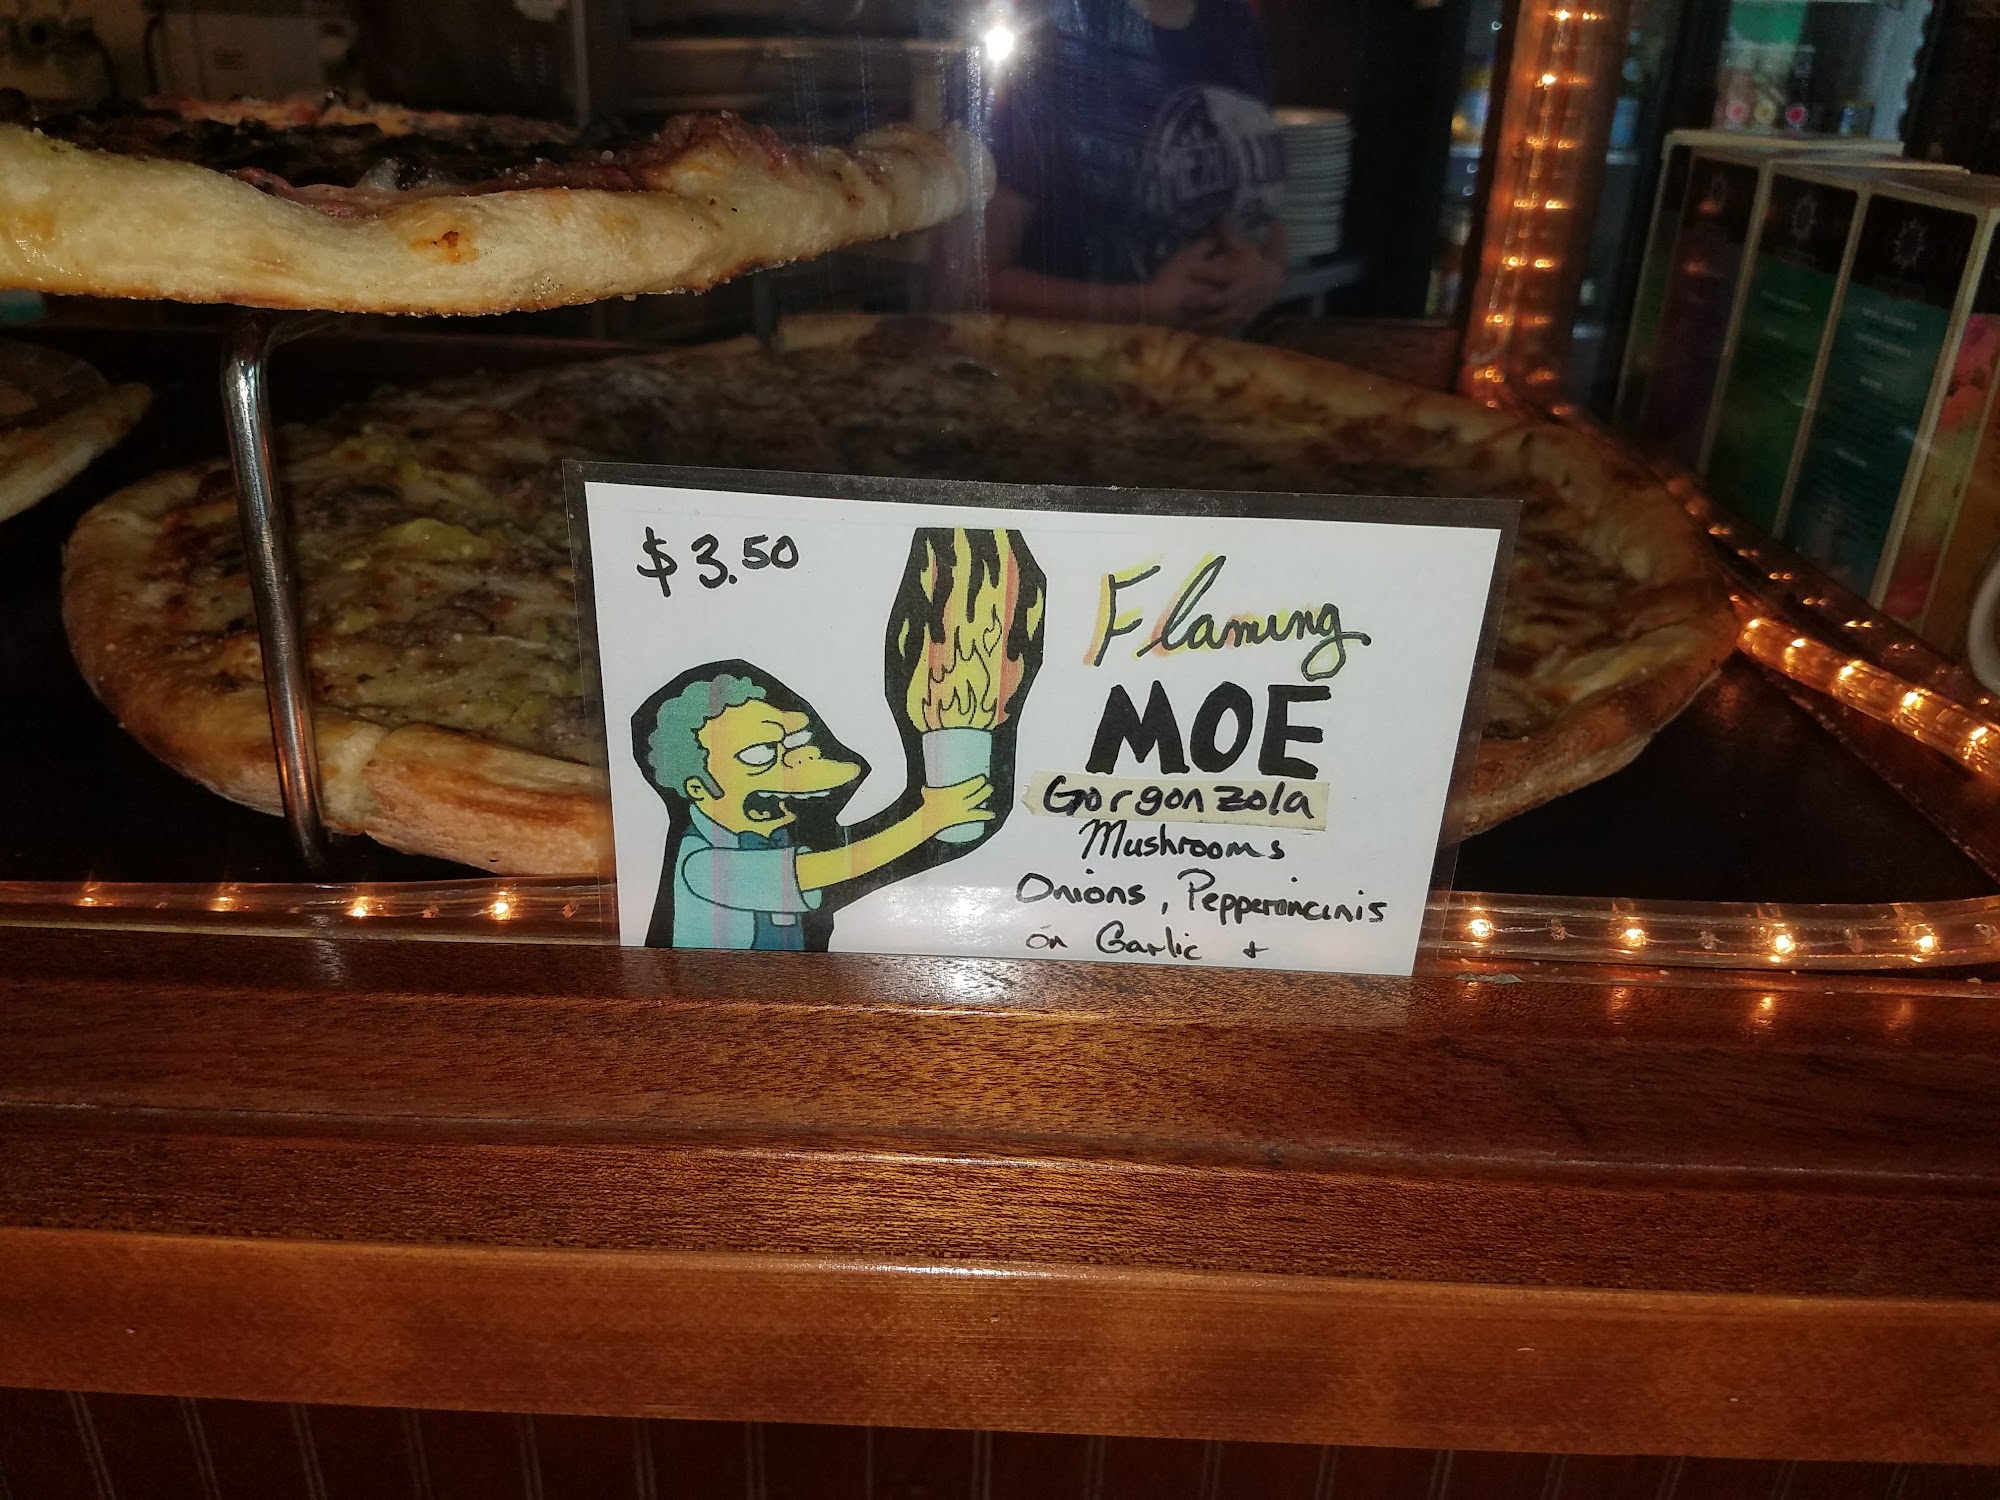 $3.50
Flaming
MOE
Gorgonzola
Mushrooms
Onions, Pepperoncinis
on Garlic +